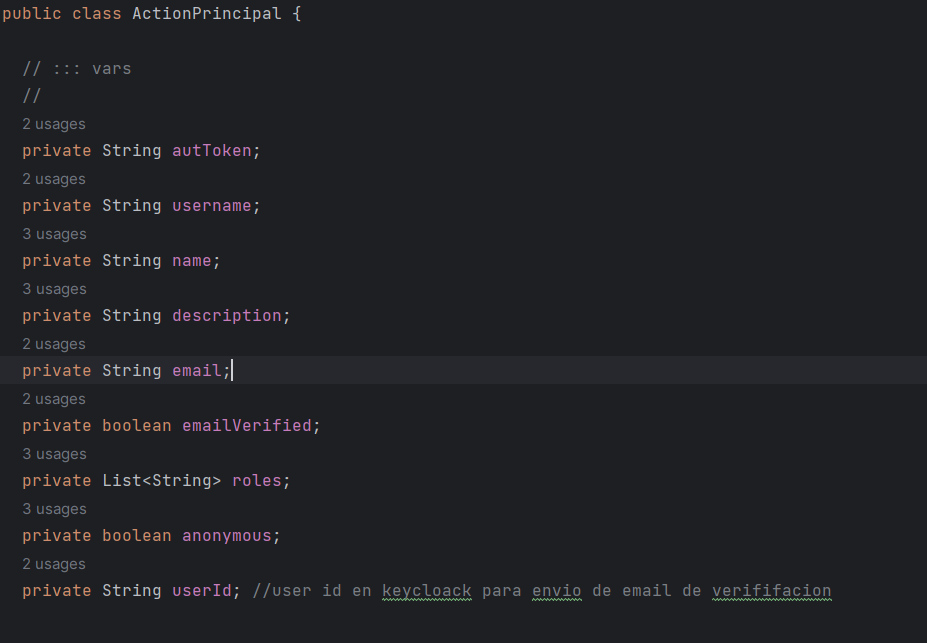 public class ActionPrincipal {
// ::: vars
//
2 usages
private String autToken;
2 usages
private String username;
3 usages
private String name;
3 usages
private String description;
2 usages
private String email;
2 usages
private boolean emailVerified;
3 usages
private List<String> roles;
3 usages
private boolean anonymous;
2 usages
private String userId; //user id en keycloack para envio de email de verififacion